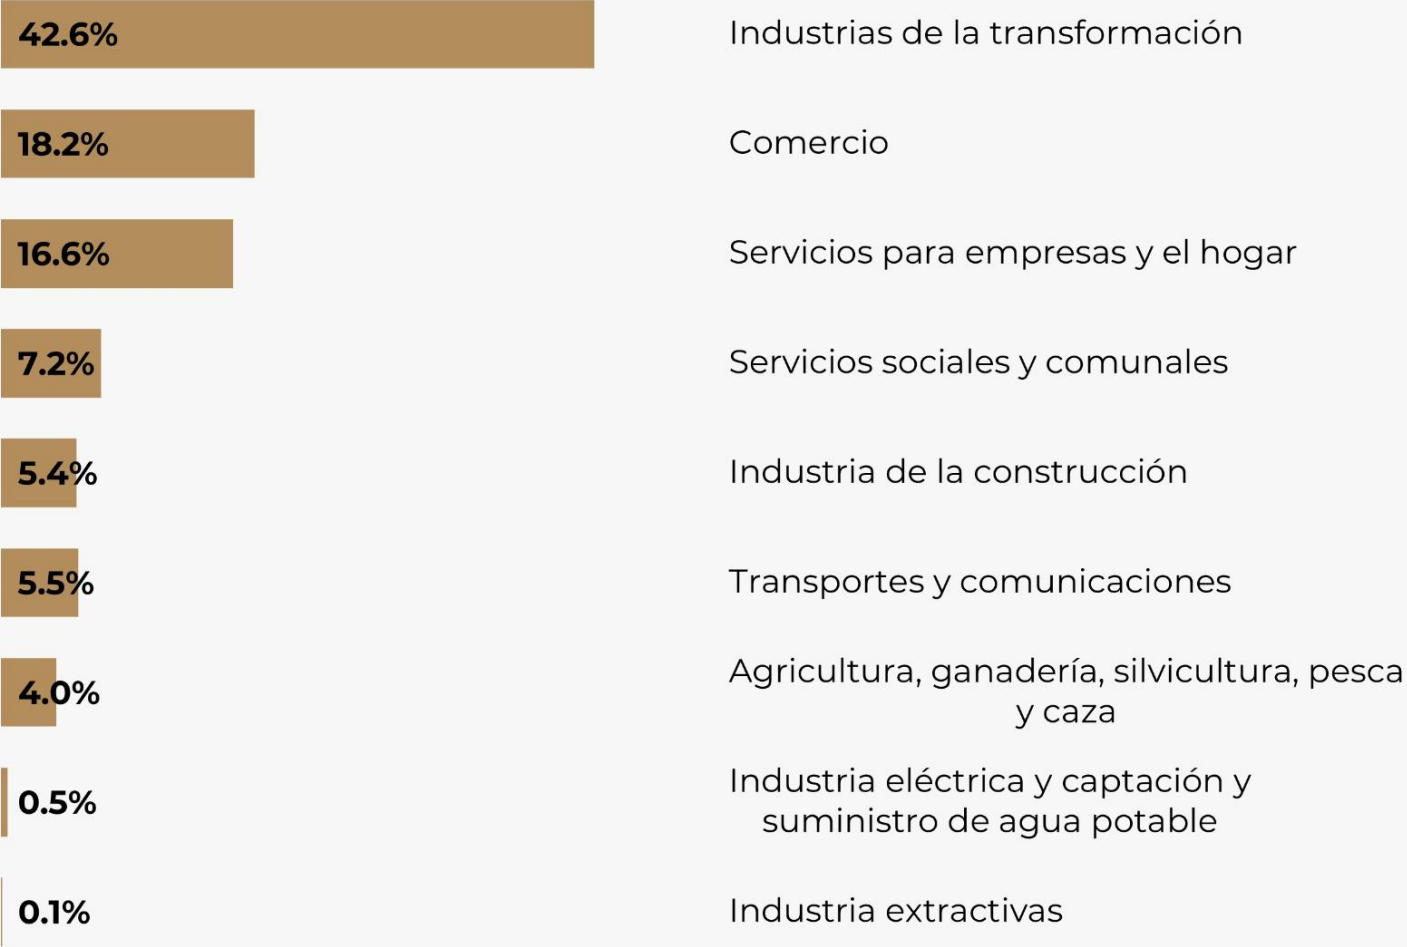 42.6% Industrias de la transformación
18.2% Comercio
16.6% Servicios para empresas y el hogar
7.2% Servicios sociales y comunales
5.4% Industria de la construcción
5.5% Transportes y comunicaciones
4.0% Agricultura, ganadería, silvicultura, pesca
y caza
0.5% Industria eléctrica y captación y
suministro de agua potable
0.1% Industria extractivas